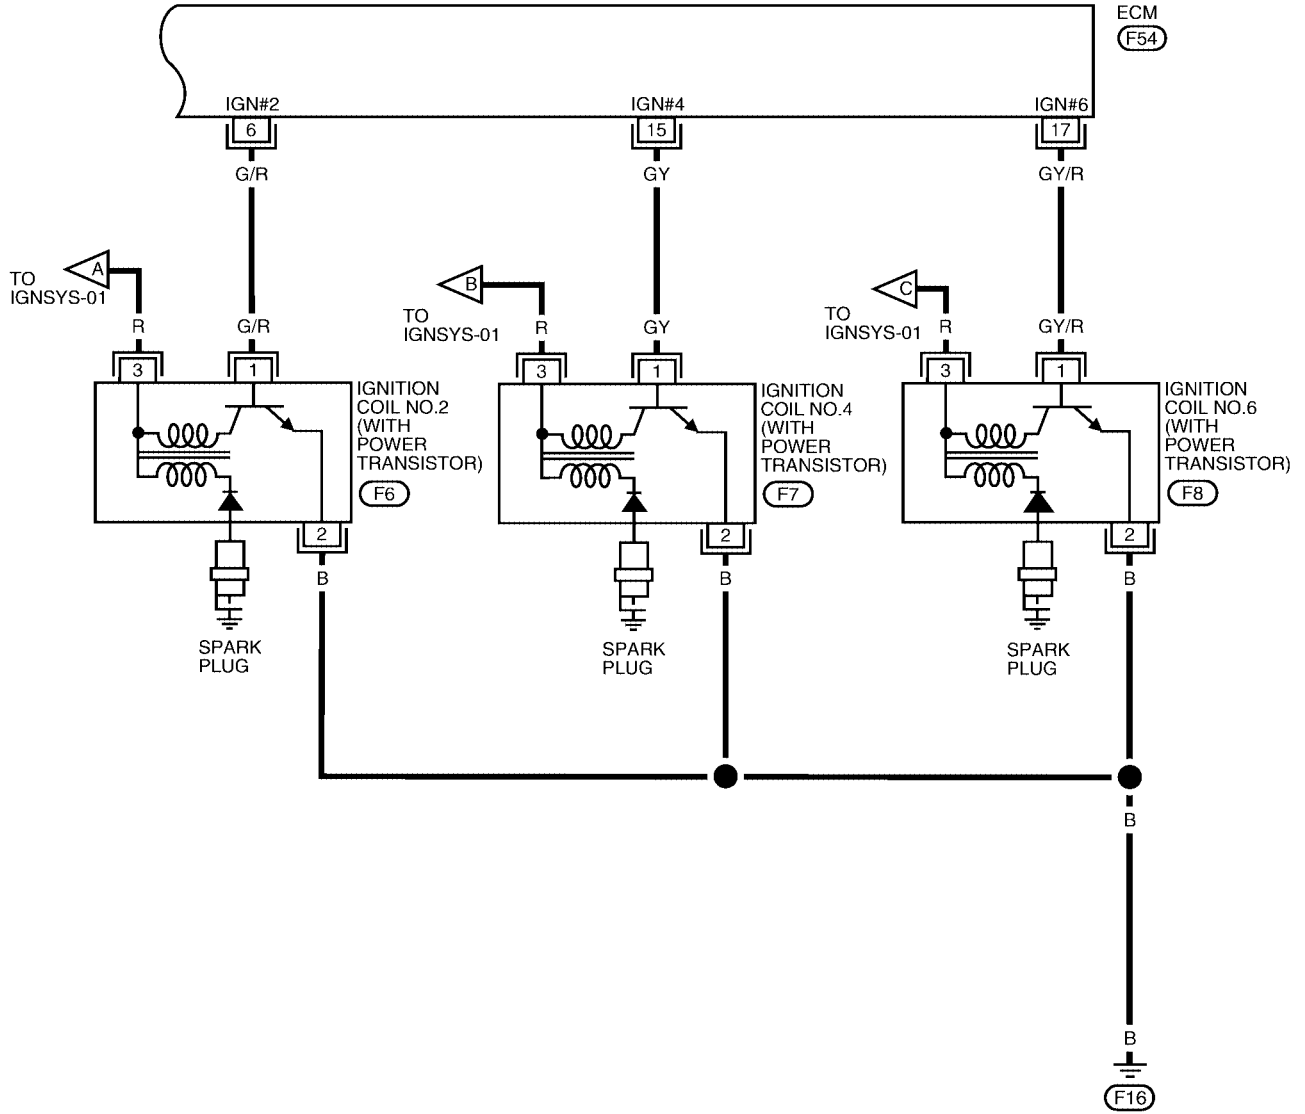 ECM
F54
IGN#2
IGN#4
IGN#6
6
15
17
G/R
GY
GY/R
A
TO
IGNSYS-01
B
TO
IGNSYS-01
C
TO
IGNSYS-01
R
G/R
R
GY
R
GY/R
3
1
3
1
3
1
IGNITION
COIL NO.2
(WITH
POWER
TRANSISTOR)
F6
IGNITION
COIL NO.4
(WITH
POWER
TRANSISTOR)
F7
IGNITION
COIL NO.6
(WITH
POWER
TRANSISTOR)
F8
2
2
2
B
B
B
SPARK
PLUG
SPARK
PLUG
SPARK
PLUG
B
B
F16